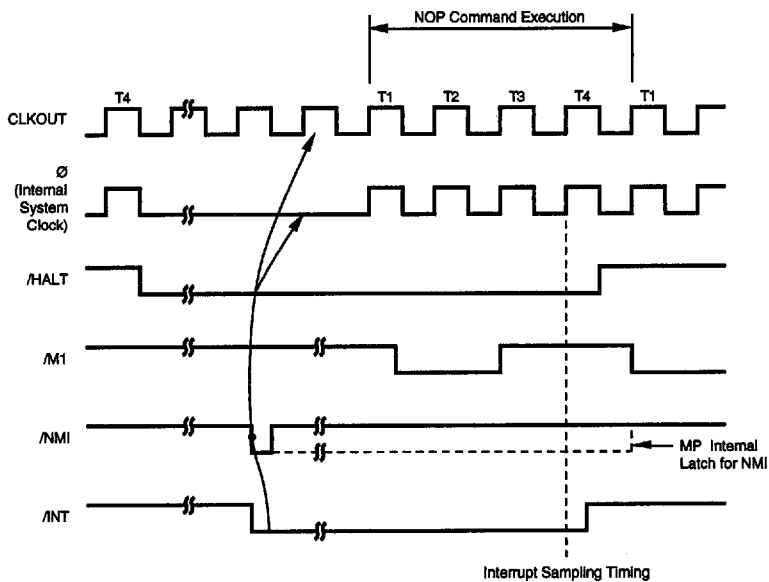 NOP Command Execution
T4
T1
T2
T3
T4
T1
CLKOUT
Ø
(Internal
System
Clock)
/HALT
/M1
/NMI
MP Internal
Latch for NMI
/INT
Interrupt Sampling Timing